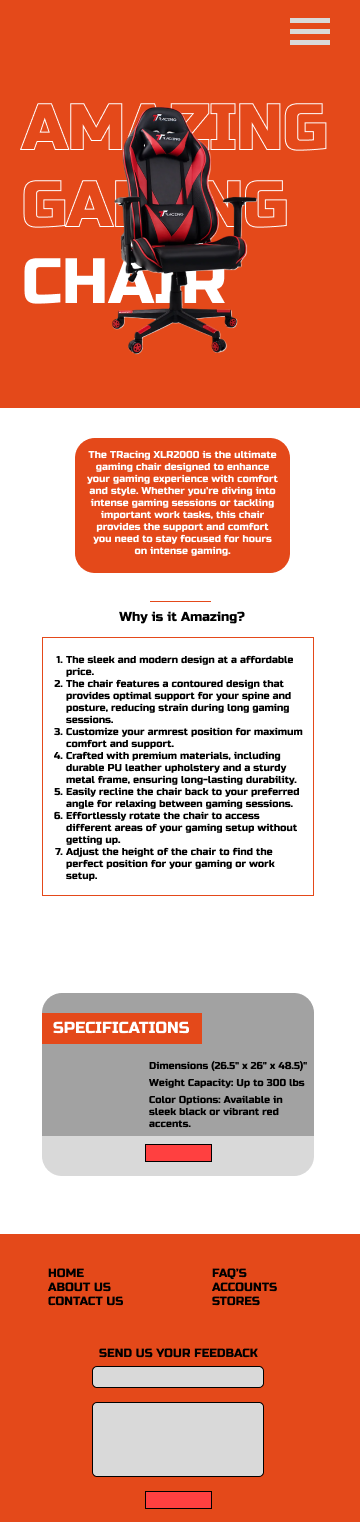 AMAZING
GAMING
CHAIR
TRACING
TRACING
TRACING
The TRacing XLR2000 is the ultimate
gaming chair designed to enhance
your gaming experience with comfort
and style. Whether you're diving into
intense gaming sessions or tackling
important work tasks, this chair
provides the support and comfort
you need to stay focused for hours
on intense gaming.
Why is it Amazing?
1. The sleek and modern design at a affordable
price.
2. The chair features a contoured design that
provides optimal support for your spine and
posture, reducing strain during long gaming
sessions.
3. Customize your armrest position for maximum
comfort and support.
4. Crafted with premium materials, including
durable PU leather upholstery and a sturdy
metal frame, ensuring long-lasting durability.
5. Easily recline the chair back to your preferred
angle for relaxing between gaming sessions.
6. Effortlessly rotate the chair to access
different areas of your gaming setup without
getting up.
7. Adjust the height of the chair to find the
perfect position for your gaming or work
setup.
SPECIFICATIONS
Dimensions (26.5" x 26" x 48.5)"
Weight Capacity: Up to 300 lbs
Color Options: Available in
sleek black or vibrant red
accents.
HOME
ABOUT US
CONTACT US
FAQ'S
ACCOUNTS
STORES
SEND US YOUR FEEDBACK